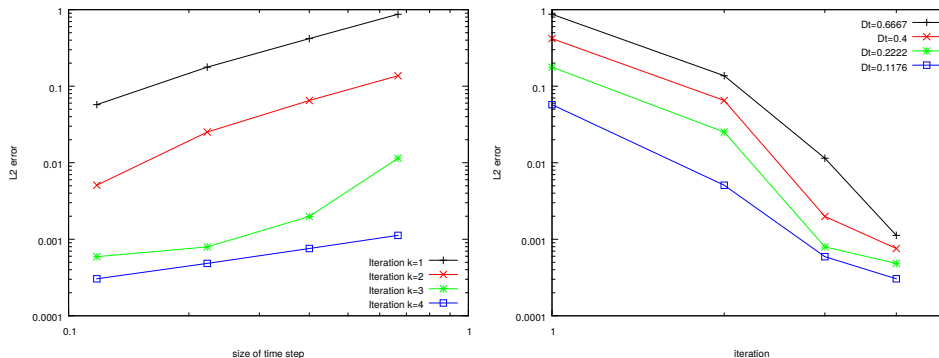 1
0.1
0.01
0.001
0.0001
L2 error
0.1
1
size of time step
Iteration k=1
Iteration k=2
Iteration k=3
Iteration k=4
1
0.1
0.01
0.001
0.0001
L2 error
1
iteration
Dt=0.6667
Dt=0.4
Dt=0.2222
Dt=0.1176